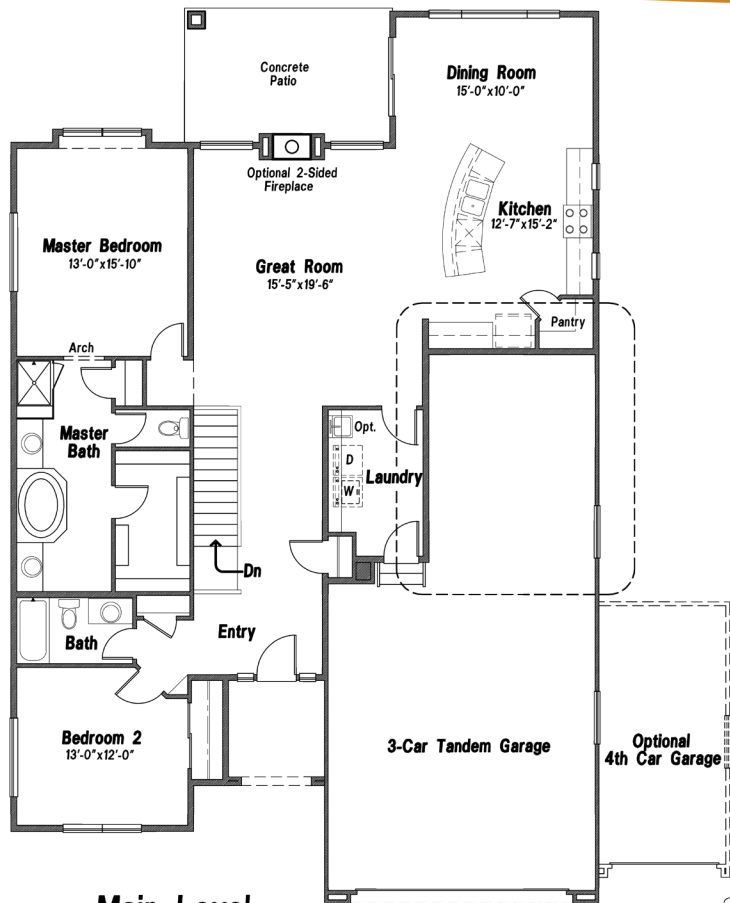 Concrete
Patio
Dining Room
15'-0"x10'-0"
Optional 2-Sided
Fireplace
Kitchen
12'-7"x15'-2"
Master Bedroom
13'-0"x15'-10"
Great Room
15'-5"x19'-6"
Pantry
Arch
Opt.
Master
Bath
D
Laundry
W
Dn
Entry
Bath
Bedroom 2
13'-0"x12'-0"
3-Car Tandem Garage
Optional
4th Car Garage
Main Level